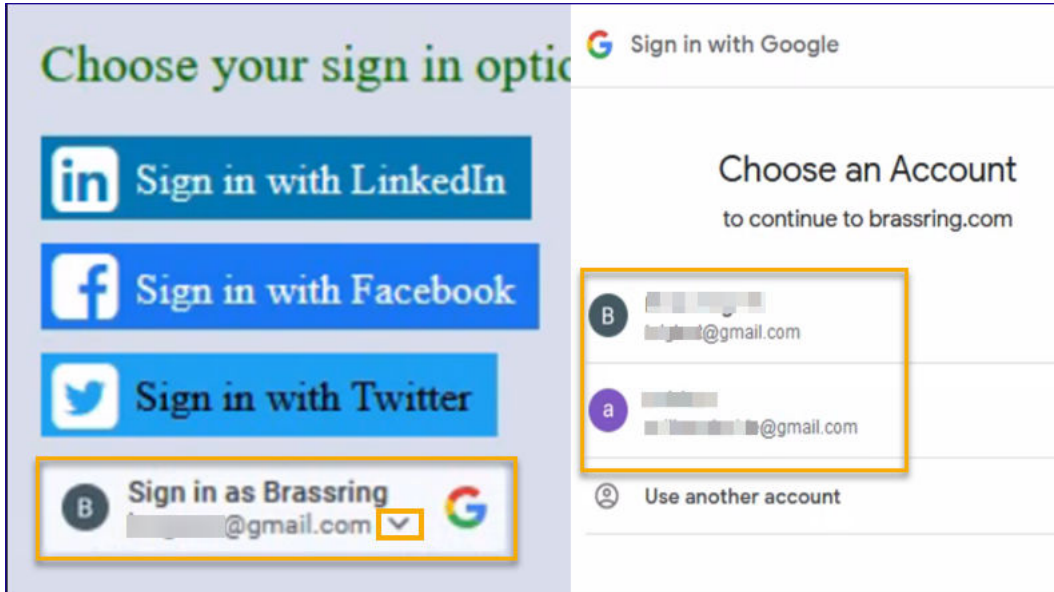 Choose your sign in optio
in Sign in with LinkedIn
f Sign in with Facebook
Sign in with Twitter
B Sign in as Brassring
@gmail.com
G
G Sign in with Google
Choose an Account
to continue to brassring.com
B
@gmail.com
a
@gmail.com
Use another account